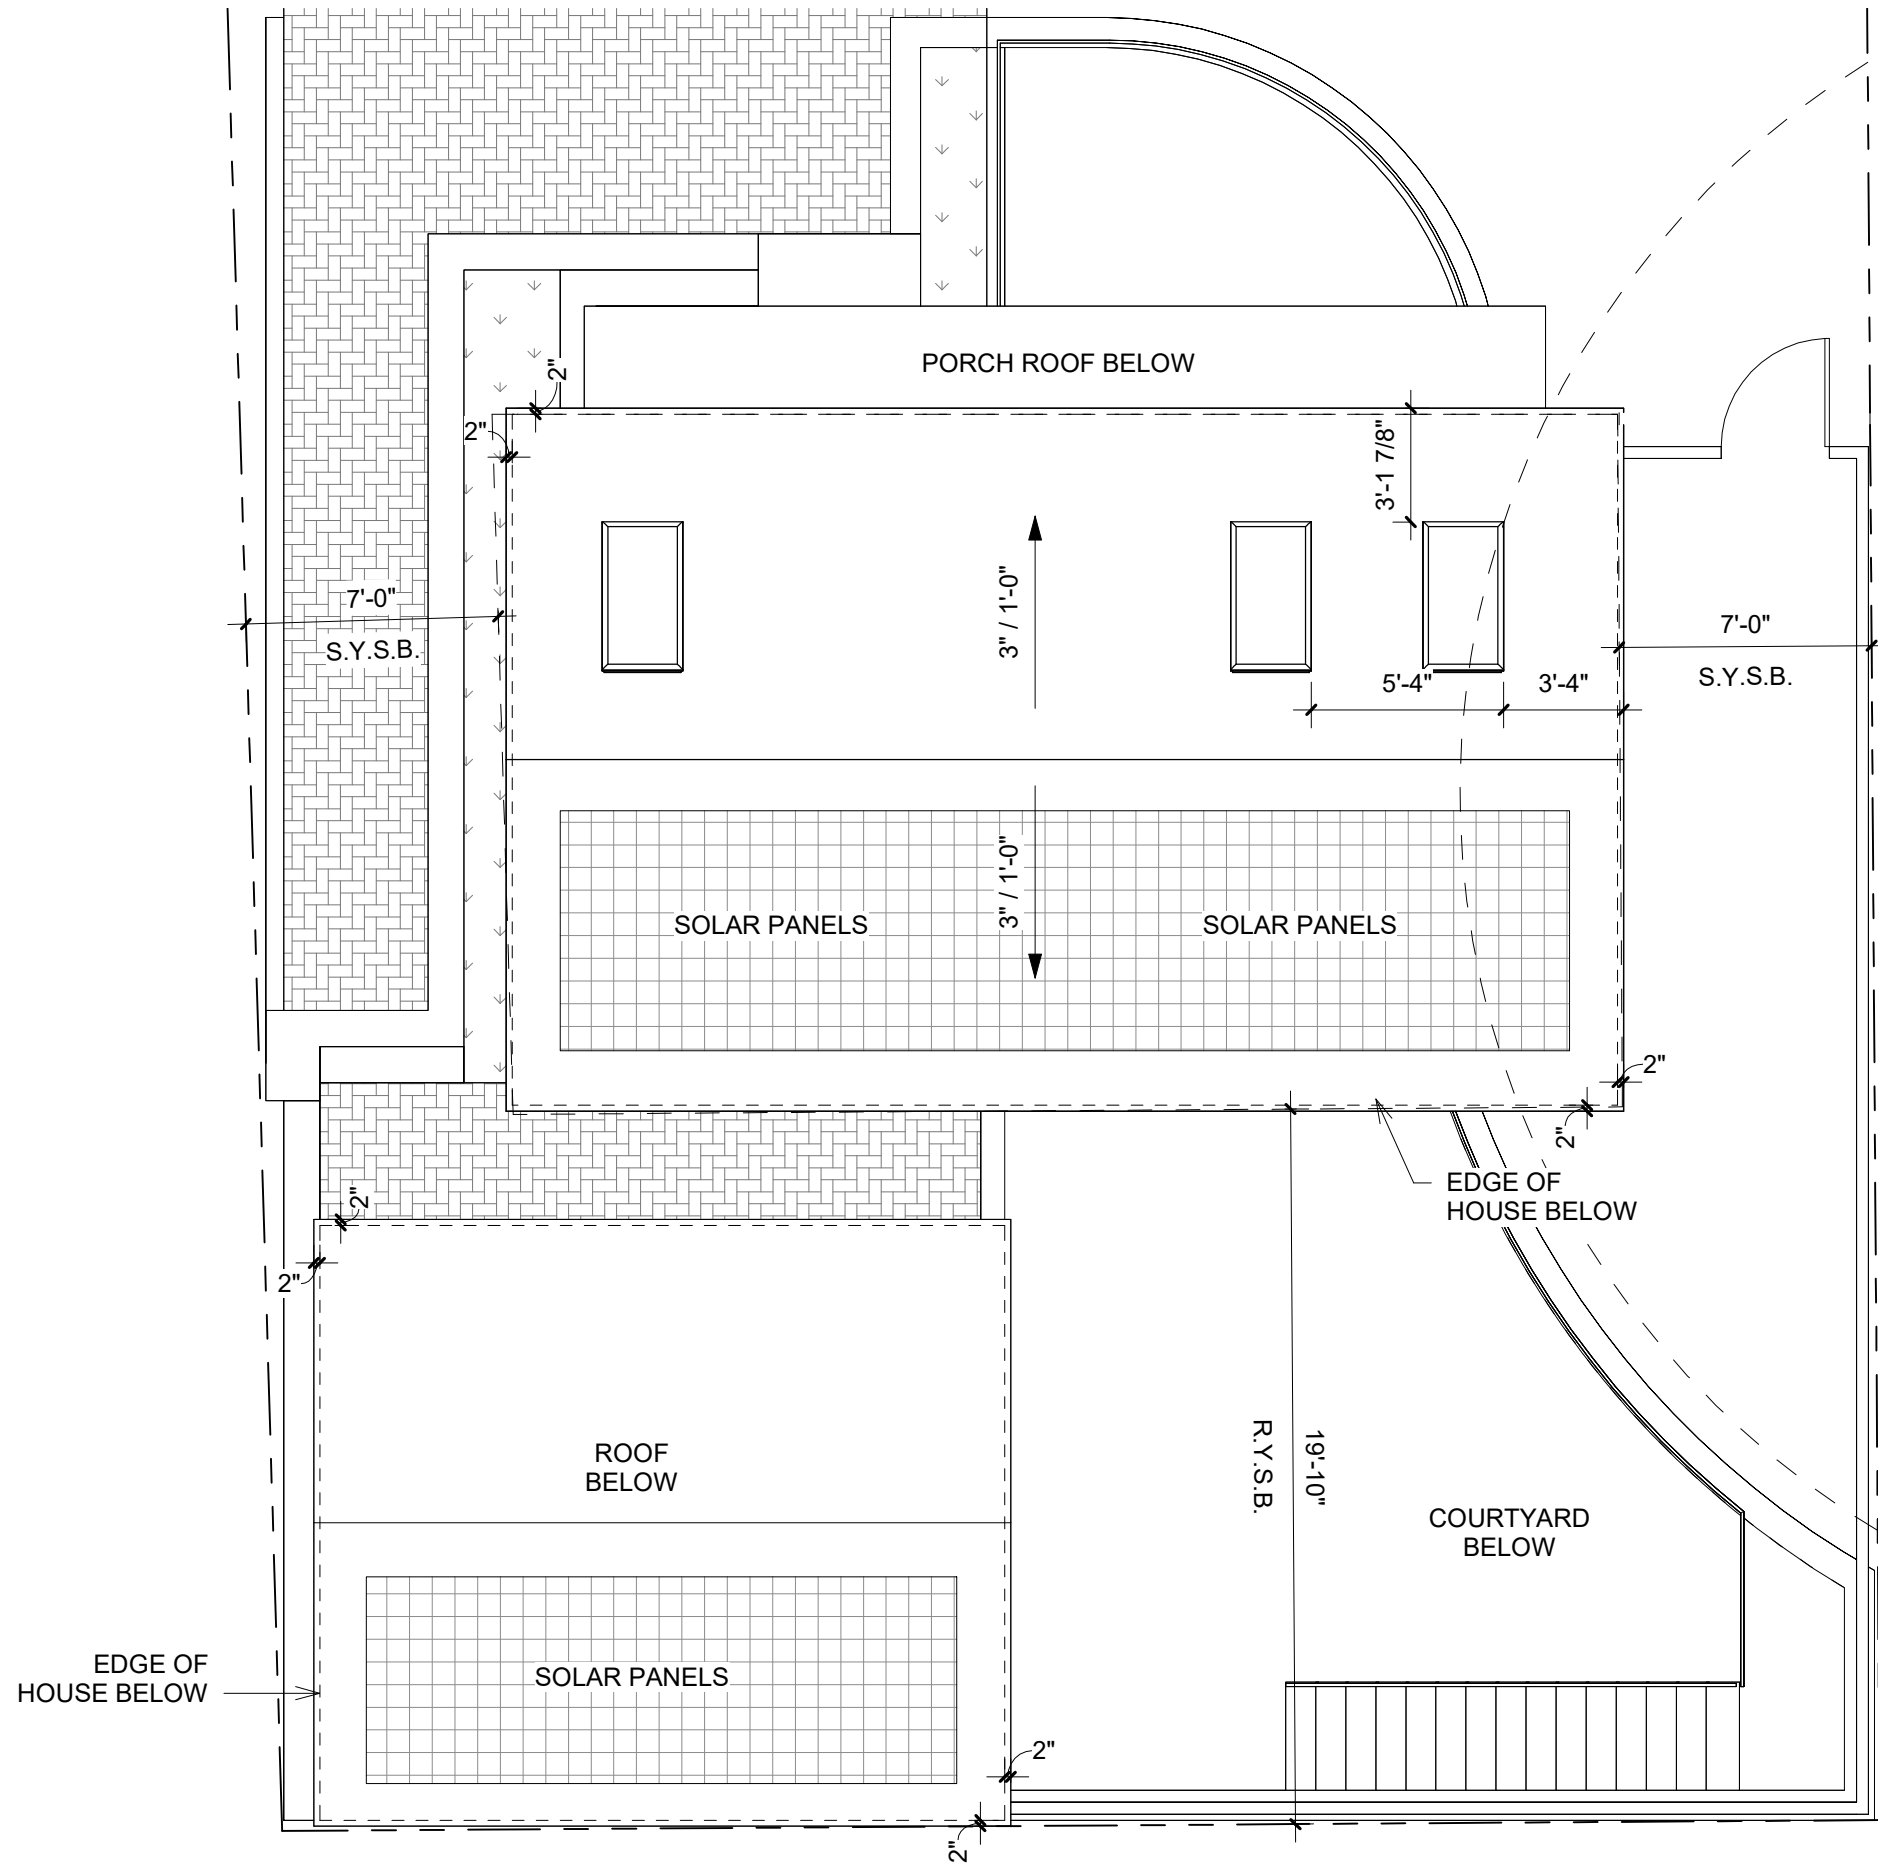 PORCH ROOF BELOW
2"
2"
3'-1 7/8"
7'-0"
S.Y.S.B.
3" / 1'-0"
7'-0"
S.Y.S.B.
5'-4"
3'-4"
3" / 1'-0"
SOLAR PANELS
SOLAR PANELS
2"
2"
EDGE OF
HOUSE BELOW
2"
2"
ROOF
BELOW
R.Y.S.B.
19'-10"
COURTYARD
BELOW
EDGE OF
HOUSE BELOW
SOLAR PANELS
2"
2"